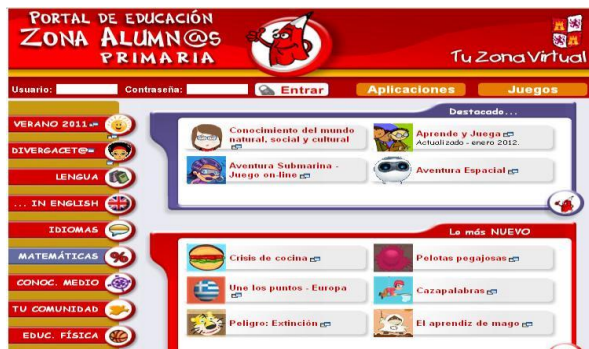 PORTAL DE EDUCACIÓN
ZONA ALUMN@S
PRIMARIA
Tu Zona Virtual
Usuario:
Contraseña:
Entrar
Aplicaciones
Juegos
VERANO 2011
DIVERGACET@
LENGUA
... IN ENGLISH
IDIOMAS
MATEMÁTICAS
CONOC. MEDIO
TU COMUNIDAD
EDUC. FÍSICA
Destacado...
Conocimiento del mundo
natural, social y cultural
Aprende y Juega
Actualizado - enero 2012.
Aventura Submarina -
Juego on-line
Aventura Espacial
Lo más NUEVO
Crisis de cocina
Pelotas pegajosas
Une los puntos - Europa
Cazapalabras
Peligro: Extinción
El aprendiz de mago